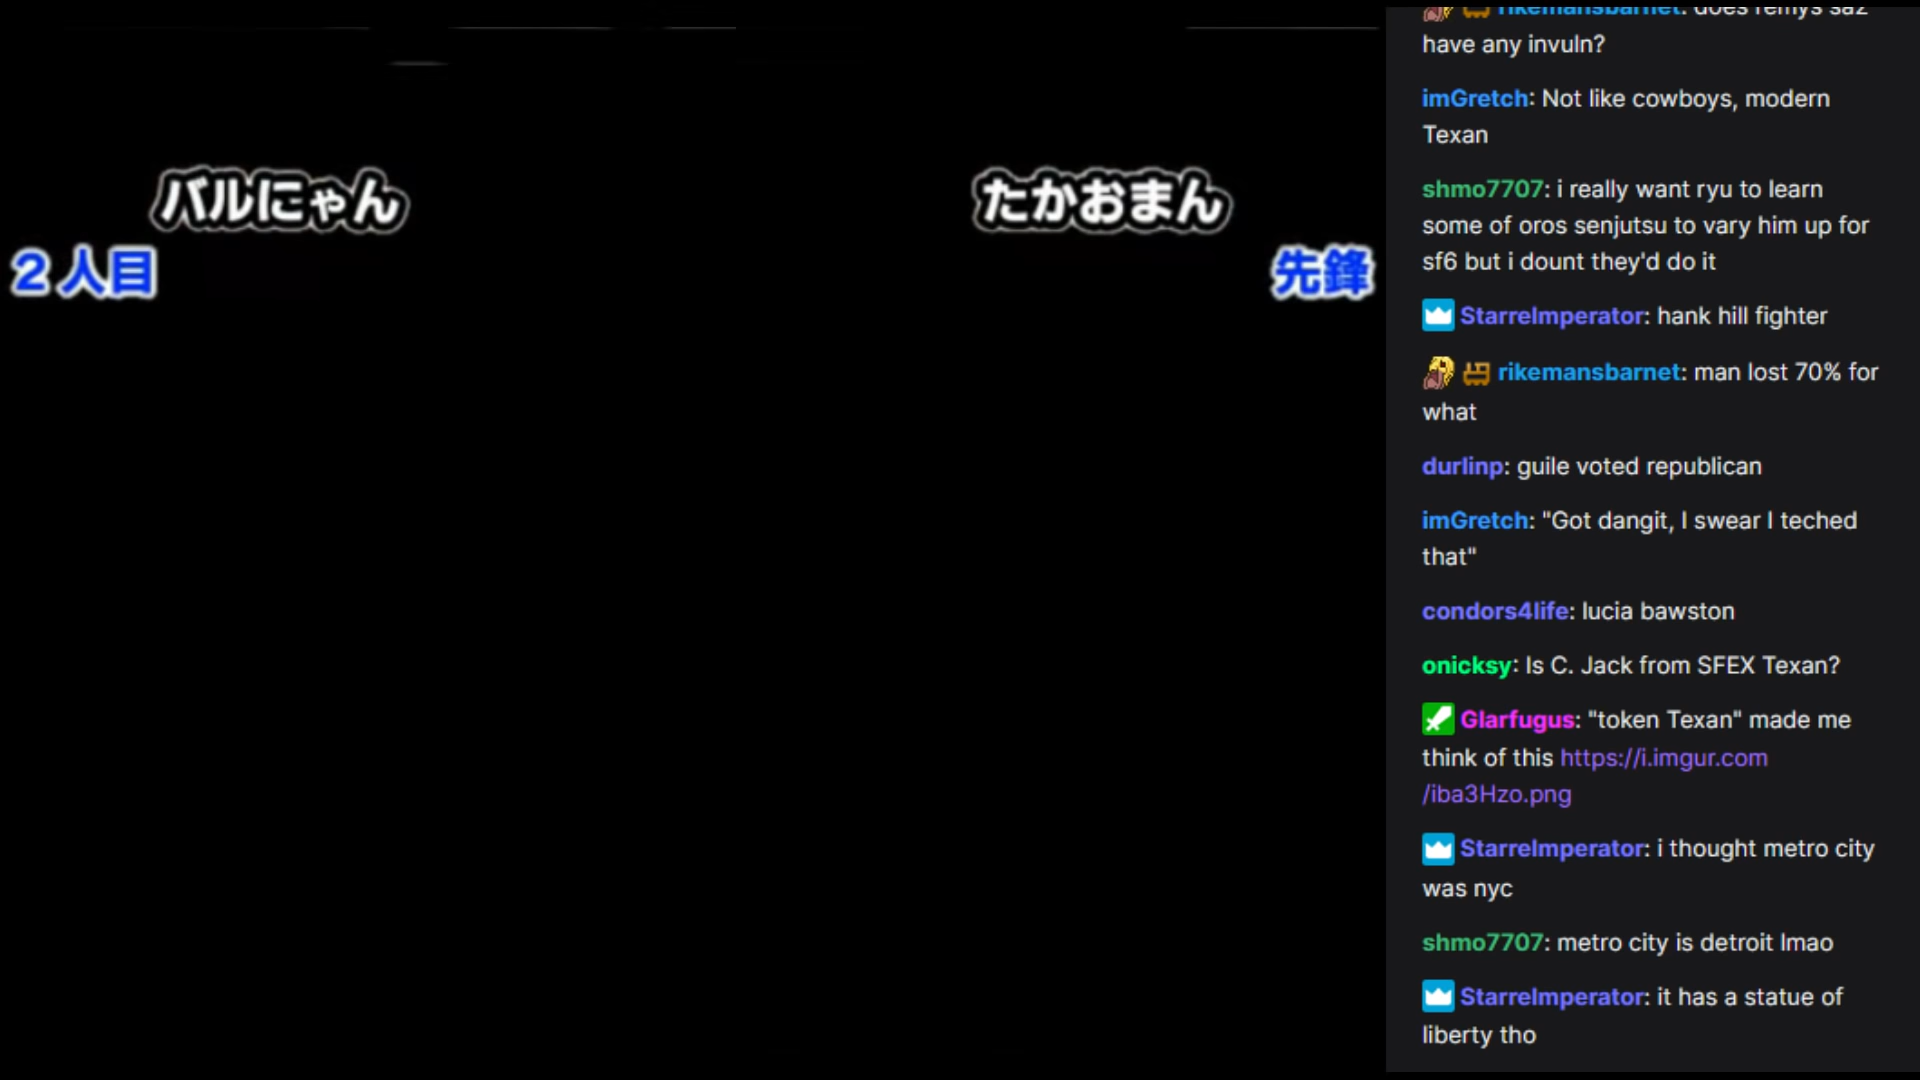 バルにゃん
たかおまん
２人目
先鋒
rikemansbarnet: does remys sa2
have any invuln?
imGretch: Not like cowboys, modern
Texan
shmo7707: i really want ryu to learn
some of oros senjutsu to vary him up for
sf6 but i dount they'd do it
StarreImperator: hank hill fighter
rikemansbarnet: man lost 70% for
what
durlinp: guile voted republican
imGretch: "Got dangit, I swear I teched
that"
condors4life: lucia bawston
onicksy: Is C. Jack from SFEX Texan?
Glarfugus: "token Texan" made me
think of this https://i.imgur.com
/iba3Hzo.png
StarreImperator: i thought metro city
was nyc
shmo7707: metro city is detroit lmao
StarreImperator: it has a statue of
liberty tho